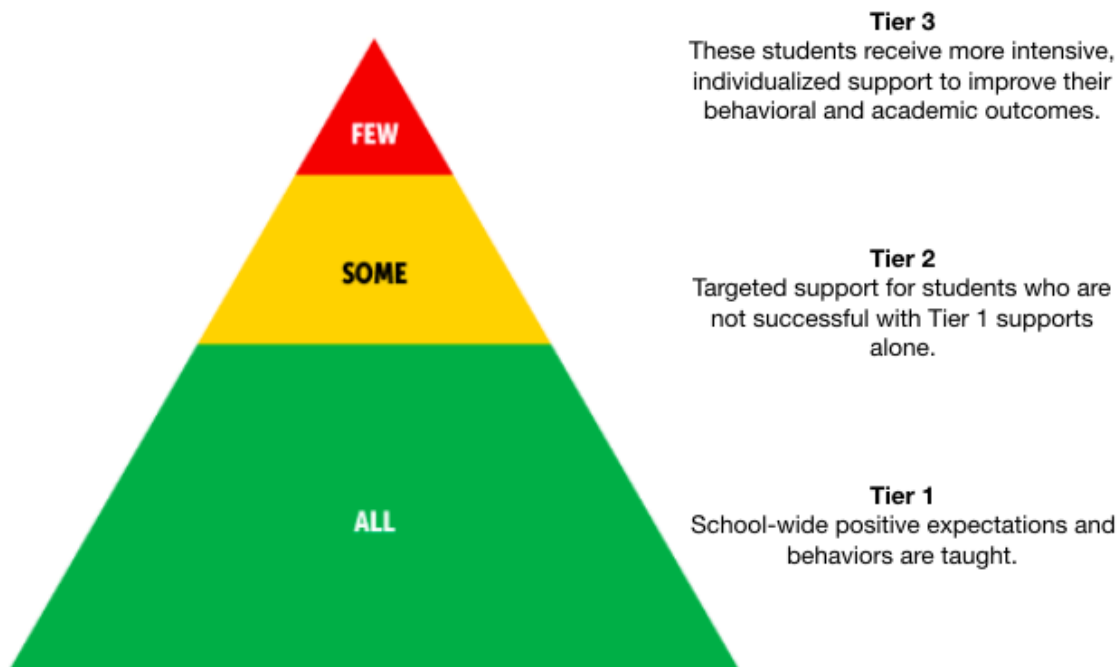 Tier 3
These students receive more intensive,
individualized support to improve their
behavioral and academic outcomes.
FEW
Tier 2
Targeted support for students who are
not successful with Tier 1 supports
alone.
SOME
Tier 1
School-wide positive expectations and
behaviors are taught.
ALL